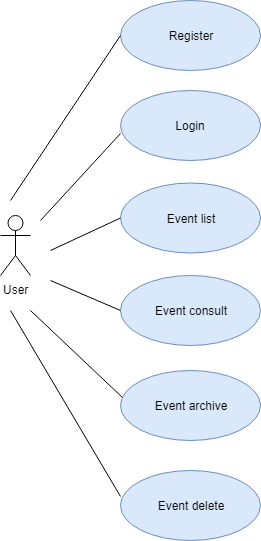 Register
Login
Event list
User
Event consult
Event archive
Event delete